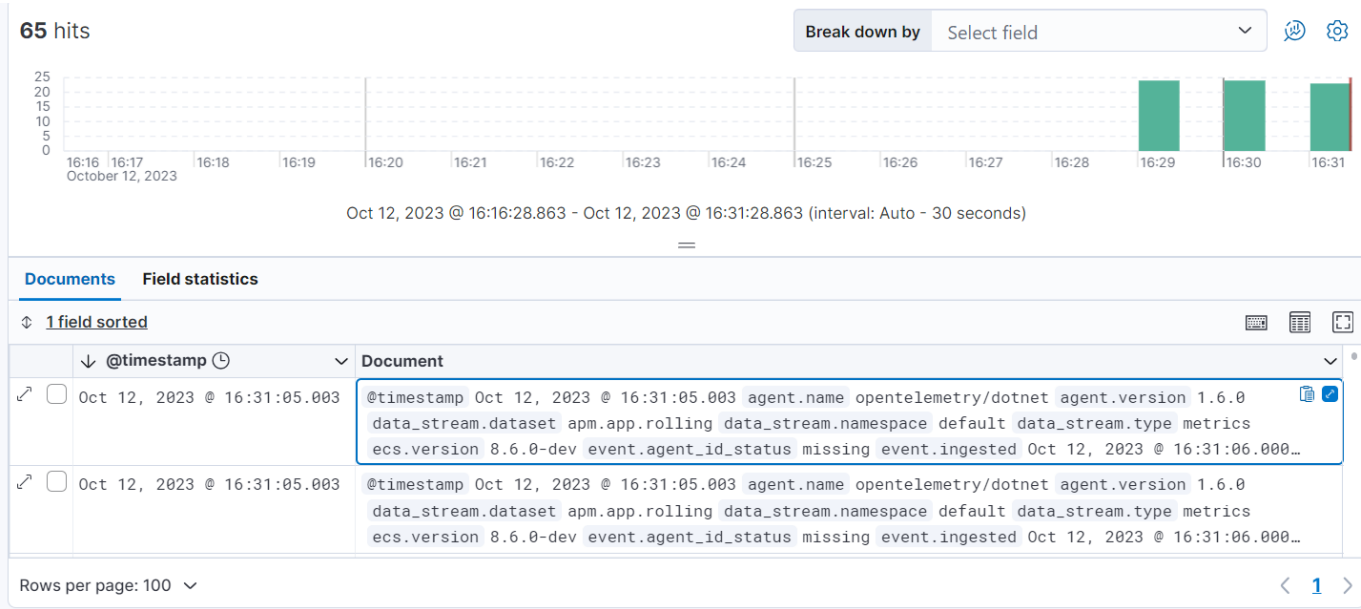 65 hits
Break down by Select field
25
20
15
10
5
0
16:16 16:17 16:18 16:19 16:20 16:21 16:22 16:23 16:24 16:25 16:26 16:27 16:28 16:29 16:30 16:31
October 12, 2023
Oct 12, 2023 @ 16:16:28.863 - Oct 12, 2023 @ 16:31:28.863 (interval: Auto - 30 seconds)
Documents Field statistics
1 field sorted
@timestamp Document
Oct 12, 2023 @ 16:31:05.003 @timestamp Oct 12, 2023 @ 16:31:05.003 agent.name opentelemetry/dotnet agent.version 1.6.0
data_stream.dataset apm.app.rolling data_stream.namespace default data_stream.type metrics
ecs.version 8.6.0-dev event.agent_id_status missing event.ingested Oct 12, 2023 @ 16:31:06.000…
Oct 12, 2023 @ 16:31:05.003 @timestamp Oct 12, 2023 @ 16:31:05.003 agent.name opentelemetry/dotnet agent.version 1.6.0
data_stream.dataset apm.app.rolling data_stream.namespace default data_stream.type metrics
ecs.version 8.6.0-dev event.agent_id_status missing event.ingested Oct 12, 2023 @ 16:31:06.000…
Rows per page: 100 1